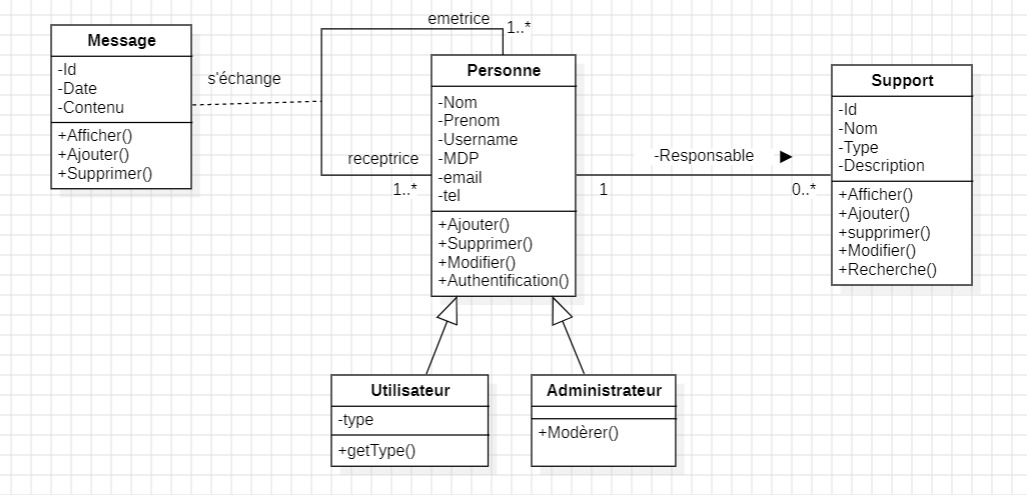 Message
-Id
-Date
-Contenu
+Afficher()
+Ajouter()
+Supprimer()
s'échange
emetrice
1..*
receptrice
1..*
Personne
-Nom
-Prenom
-Username
-MDP
-email
-tel
+Ajouter()
+Supprimer()
+Modifier()
+Authentification()
-Responsable
1
0..*
Support
-Id
-Nom
-Type
-Description
+Afficher()
+Ajouter()
+supprimer()
+Modifier()
+Recherche()
Utilisateur
-type
+getType()
Administrateur
+Modèrer()